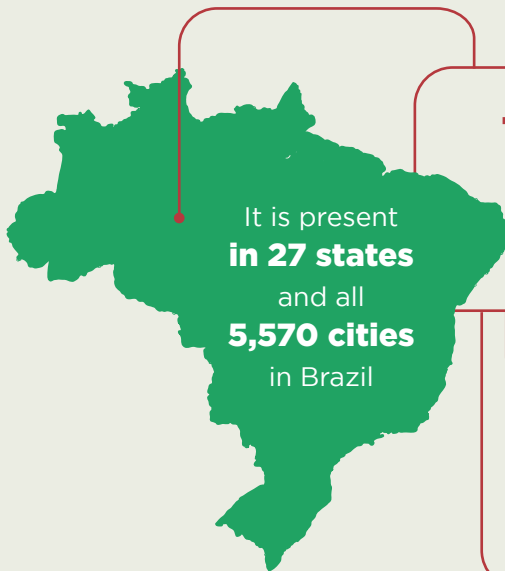 It is present
in 27 states
and all
5,570 cities
in Brazil